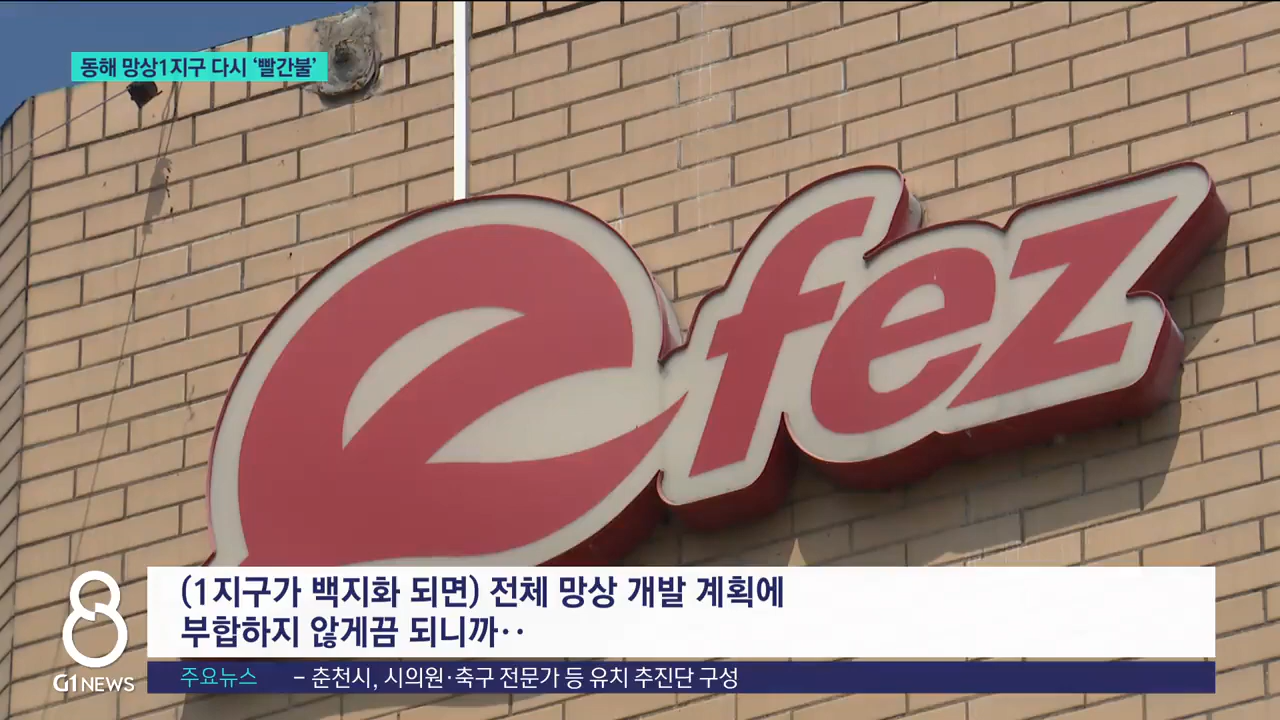 동해 망상1지구 다시 ‘빨간불’
efez
(1지구가 백지화 되면) 전체 망상 개발 계획에
부합하지 않게끔 되니까··
8
G1NEWS
주요뉴스 – 춘천시, 시의원·축구 전문가 등 유치 추진단 구성